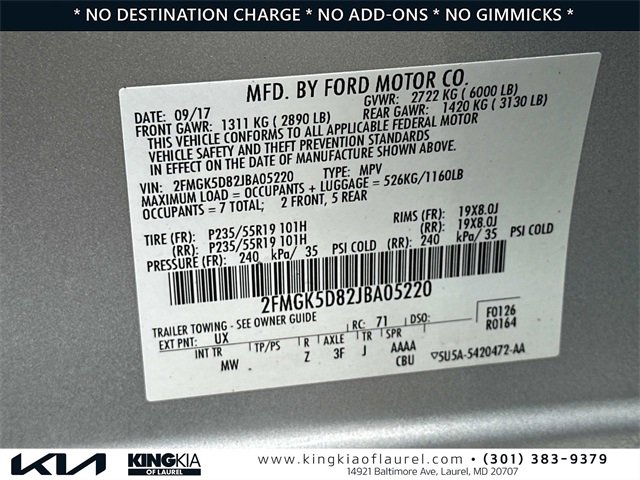 * NO DESTINATION CHARGE * NO ADD-ONS * NO GIMMICKS *
MFD. BY FORD MOTOR CO.
DATE: 09/17 GVWR: 2722 KG ( 6000 LB)
FRONT GAWR: 1311 KG ( 2890 LB) REAR GAWR: 1420 KG ( 3130 LB)
THIS VEHICLE CONFORMS TO ALL APPLICABLE FEDERAL MOTOR
VEHICLE SAFETY AND THEFT PREVENTION STANDARDS
IN EFFECT ON THE DATE OF MANUFACTURE SHOWN ABOVE.
VIN: 2FMGK5D82JBA05220 TYPE: MPV
MAXIMUM LOAD = OCCUPANTS + LUGGAGE = 526KG/1160LB
OCCUPANTS = 7 TOTAL; 2 FRONT, 5 REAR
TIRE (FR): P235/55R19 101H RIMS (FR): 19X8.0J
(RR): P235/55R19 101H (RR): 19X8.0J
PRESSURE (FR): 240 kPa/ 35 PSI COLD (RR): 240 kPa/ 35 PSI COLD
2FMGK5D82JBA05220
TRAILER TOWING - SEE OWNER GUIDE
EXT PNT: UX RC: 71 DSO: F0126
R0164
INT TR TP/PS R AXLE TR SPR
MW Z 3F J AAAA
CBU ▽5U5A-5420472-AA
KIA KING KIA OF LAUREL
www.kingkiaoflaurel.com • (301) 383-9379
14921 Baltimore Ave, Laurel, MD 20707